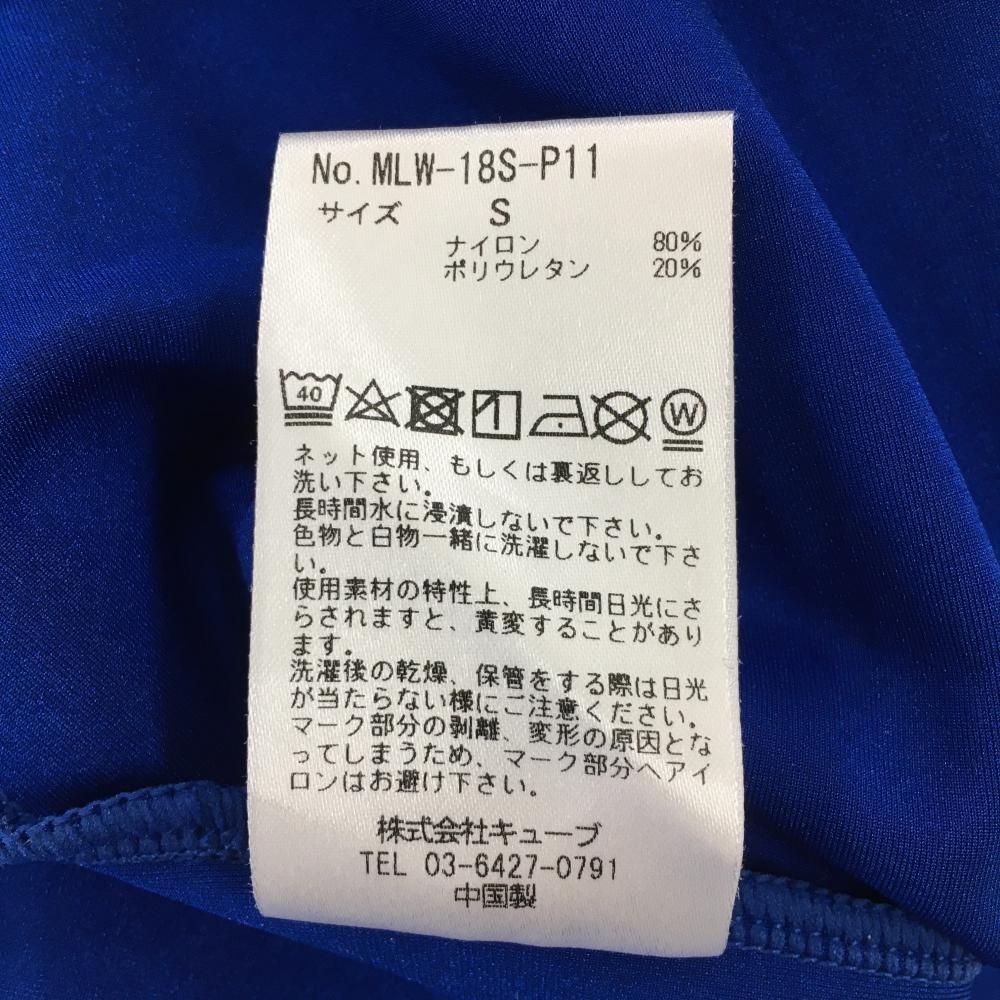 No. MLW-18S-P11
サイズ S
ナイロン 80%
ポリウレタン 20%
40 W
ネット使用、もしくは裏返ししてお
洗い下さい。
長時間水に浸漬しないで下さい。
色物と白物一緒に洗濯しないで下さ
い。
使用素材の特性上、長時間日光にさ
らされますと、黄変することがあり
ます。
洗濯後の乾燥、保管をする際は日光
が当たらない様にご注意ください。
マーク部分の剥離、変形の原因とな
ってしまうため、マーク部分へアイ
ロンはお避け下さい。
株式会社キューブ
TEL 03-6427-0791
中国製